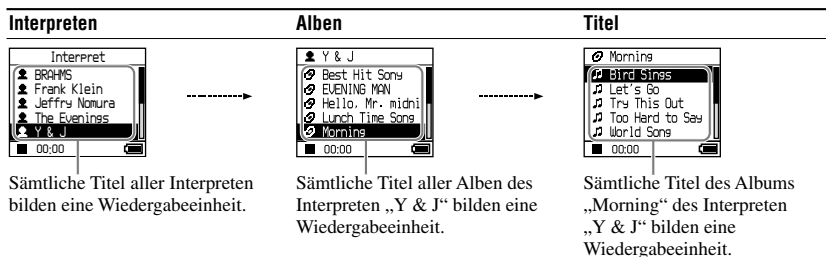 Interpreten
Interpret
BRAHMS
Frank Klein
Jeffry Nomura
The Evenings
Y & J
00:00
Sämtliche Titel aller Interpreten
bilden eine Wiedergabeeinheit.
Alben
Y & J
Best Hit Song
EVENING MAN
Hello, Mr. midni
Lunch Time Song
Morning
00:00
Sämtliche Titel aller Alben des
Interpreten „Y & J“ bilden eine
Wiedergabeeinheit.
Titel
Morning
Bird Sings
Let's Go
Try This Out
Too Hard to Say
World Song
00:00
Sämtliche Titel des Albums
„Morning“ des Interpreten
„Y & J“ bilden eine
Wiedergabeeinheit.